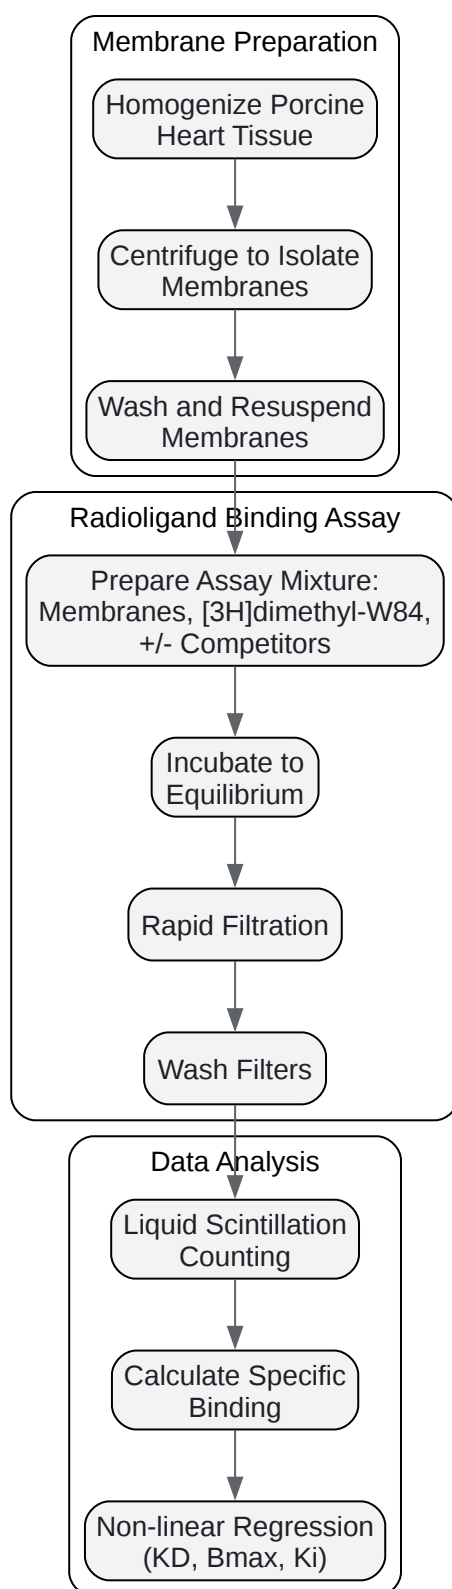 Membrane Preparation
Homogenize Porcine
Heart Tissue
Centrifuge to Isolate
Membranes
Wash and Resuspend
Membranes
Radioligand Binding Assay
Prepare Assay Mixture:
Membranes, [3H]dimethyl-W84,
+/- Competitors
Incubate to
Equilibrium
Rapid Filtration
Wash Filters
Data Analysis
Liquid Scintillation
Counting
Calculate Specific
Binding
Non-linear Regression
(KD, Bmax, Ki)